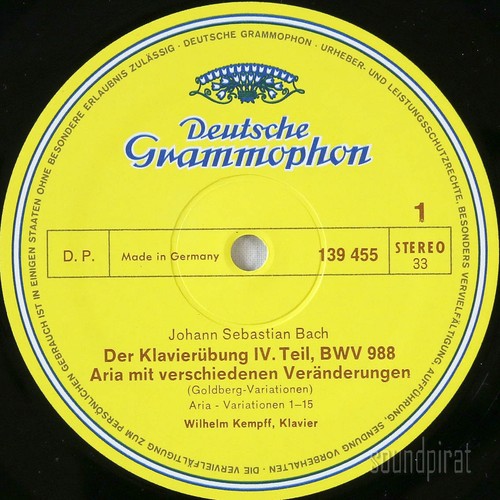 DIE VERVIELFÄLTIGUNG ZUM PERSÖNLICHEN GEBRAUCH IST IN EINIGEN STAATEN OHNE BESONDERE ERLAUBNIS ZULÄSSIG · DEUTSCHE GRAMMOPHON · URHEBER- UND LEISTUNGSSCHUTZRECHTE, BESONDERS VERVIELFÄLTIGUNG, AUFFÜHRUNG, SENDUNG VORBEHALTEN ·
Deutsche
Grammophon
1
D. P.
Made in Germany
139 455
STEREO
33
Johann Sebastian Bach
Der Klavierübung IV. Teil, BWV 988
Aria mit verschiedenen Veränderungen
(Goldberg-Variationen)
Aria - Variationen 1–15
Wilhelm Kempff, Klavier
soundpirat